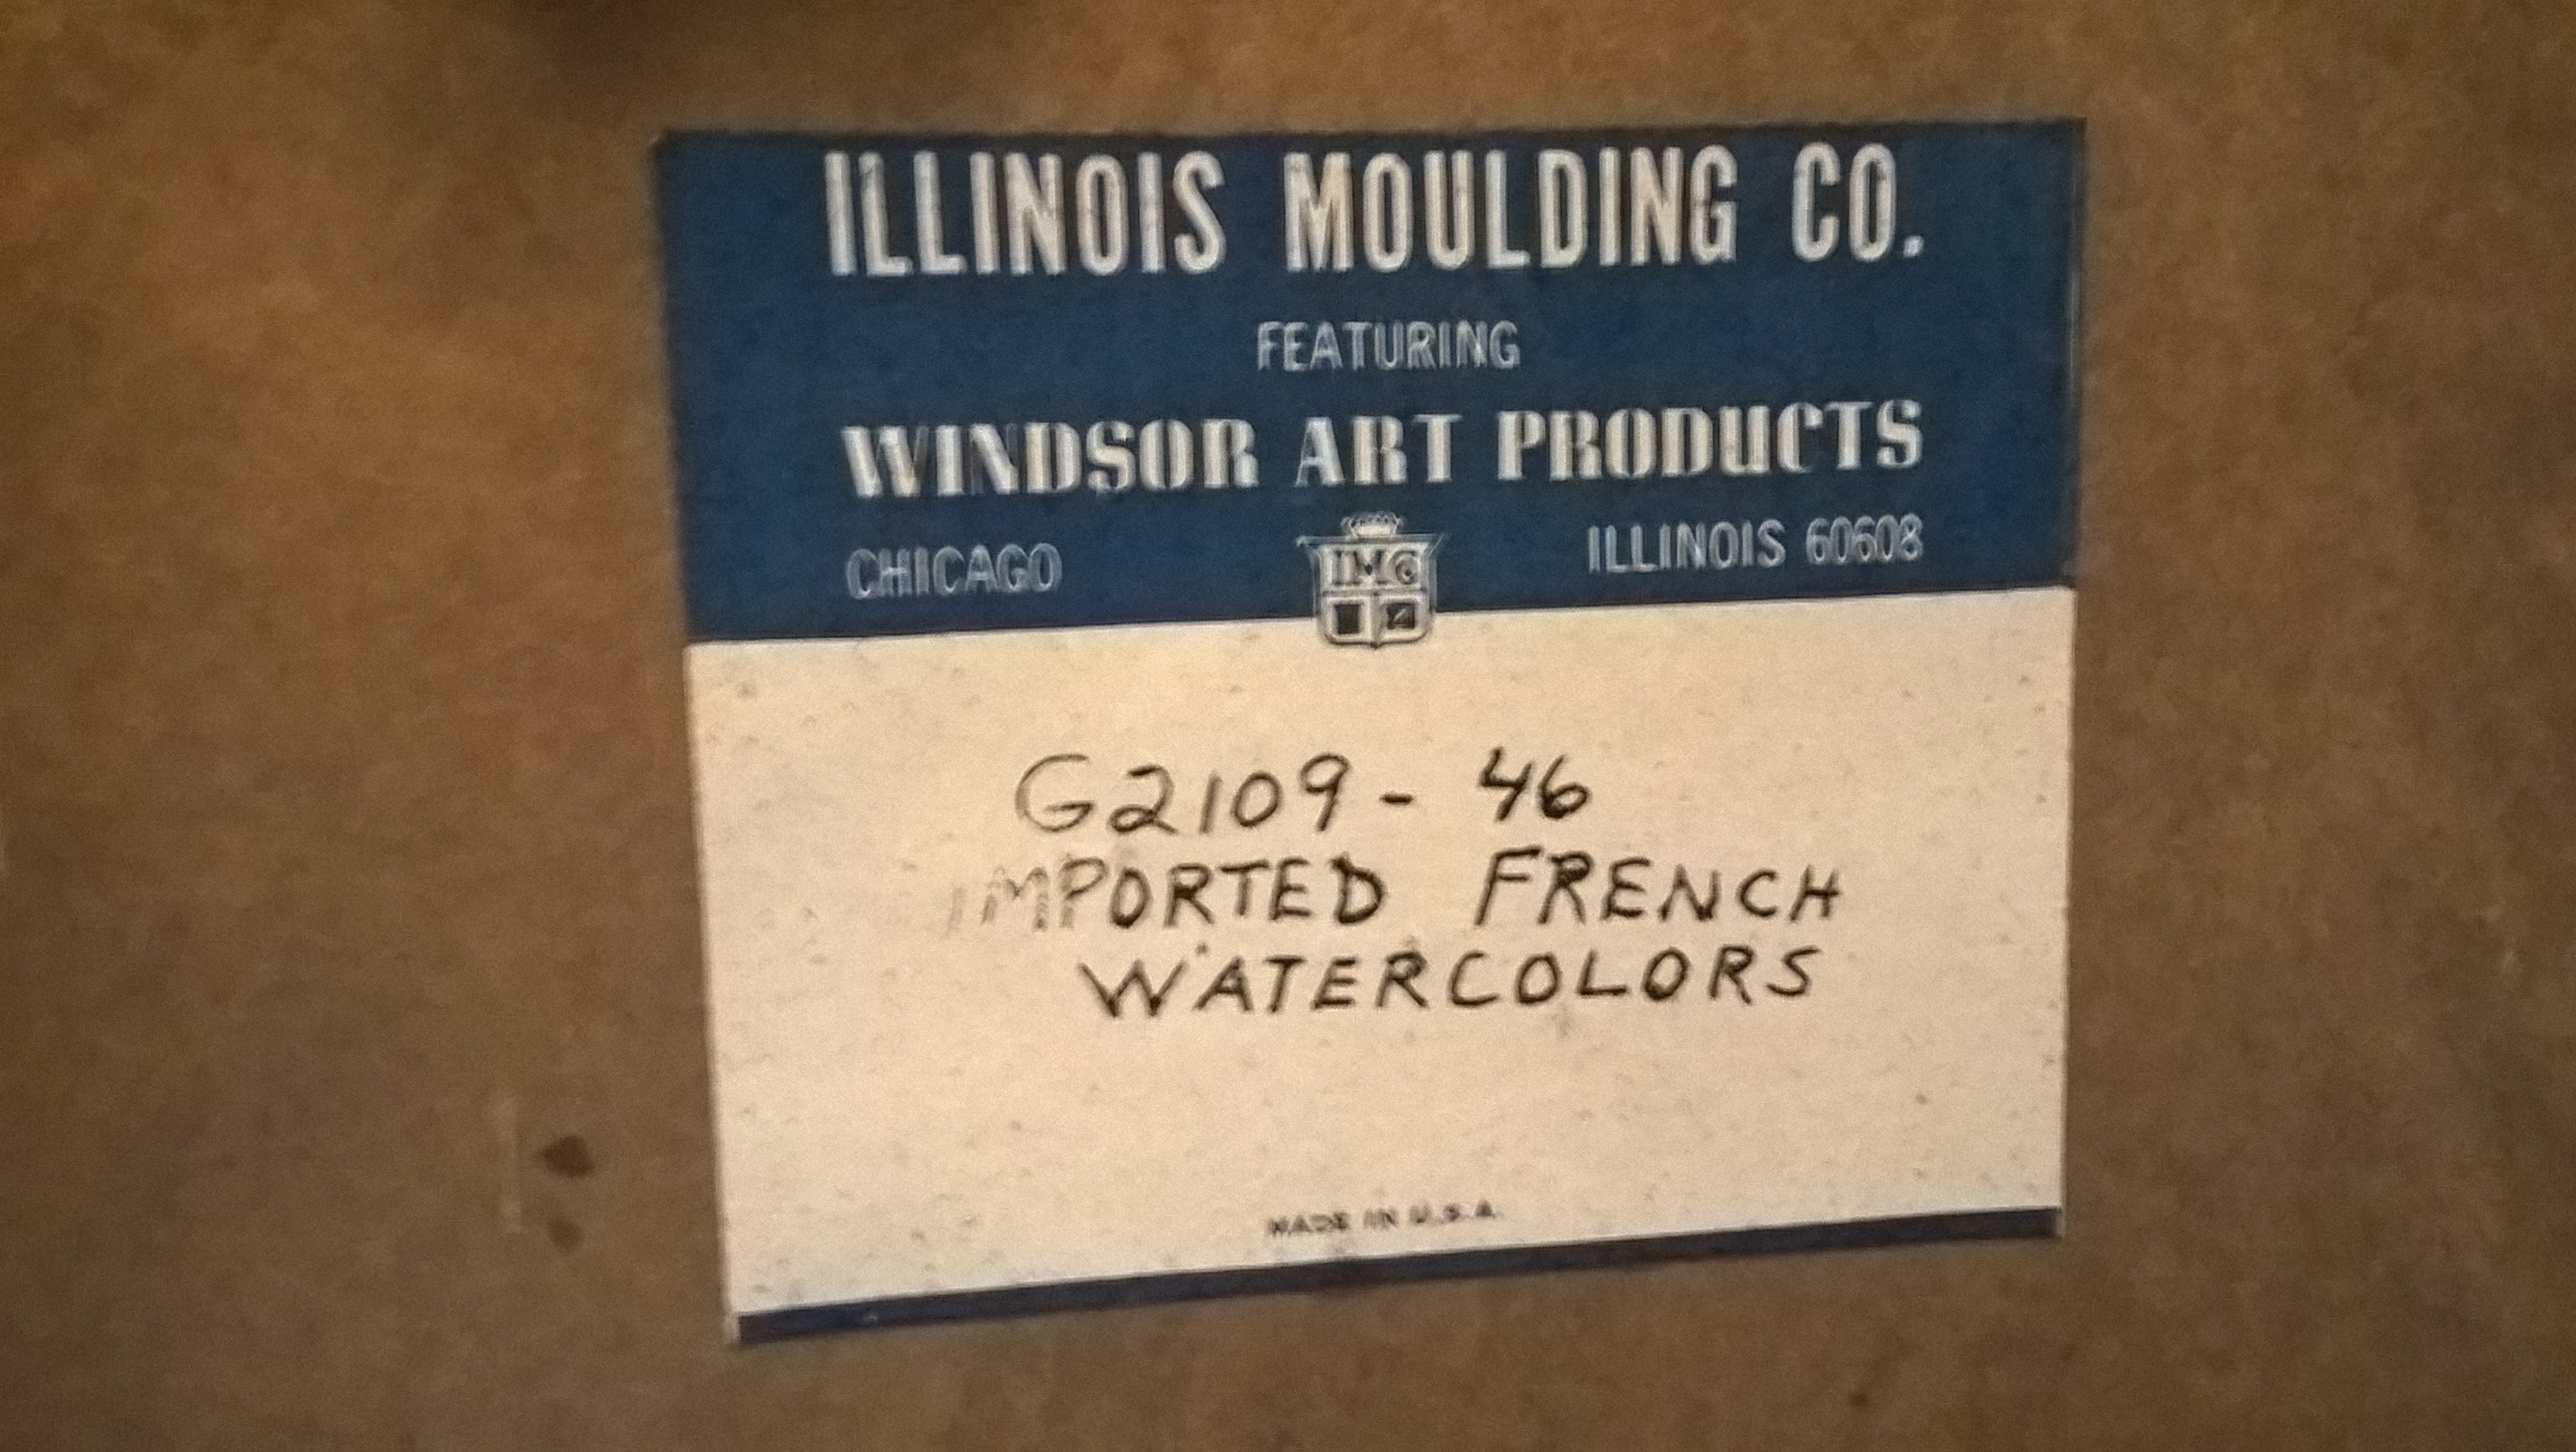 ILLINOIS MOULDING CO.
FEATURING
WINDSOR ART PRODUCTS
CHICAGO ILLINOIS 60608
IMC
G2109 - 46
IMPORTED FRENCH
WATERCOLORS
MADE IN U.S.A.